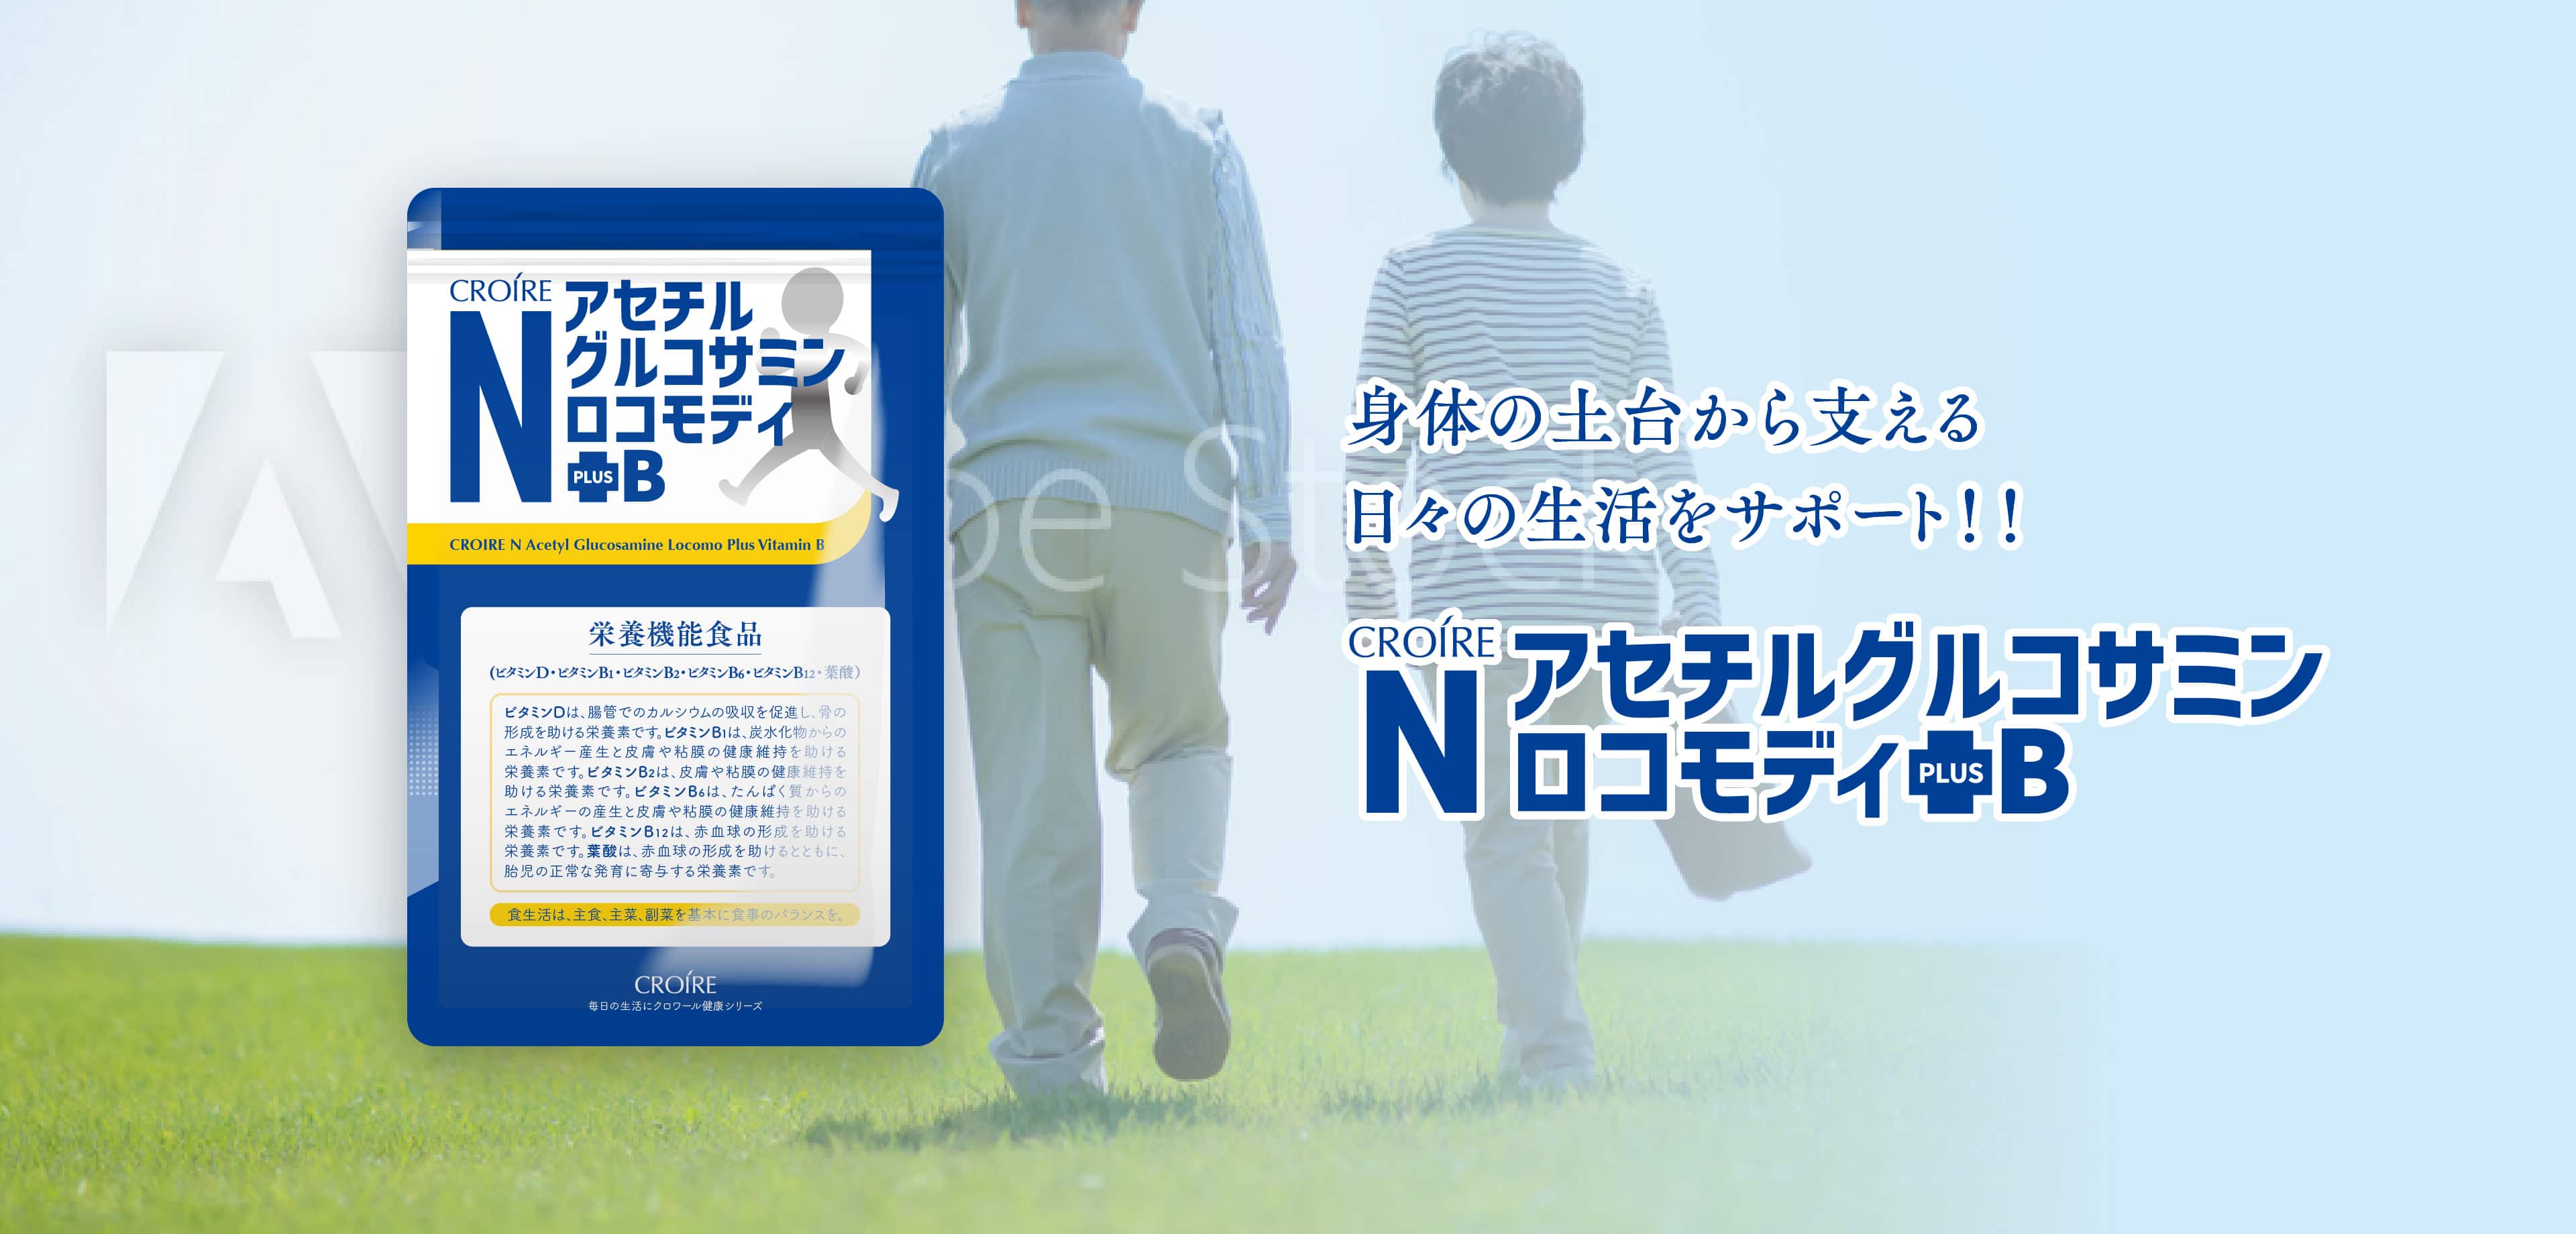 CROÍRE
N
アセチル
グルコサミン
ロコモディ
PLUS B
CROIRE N Acetyl Glucosamine Locomo Plus Vitamin B
栄養機能食品
(ビタミンD・ビタミンB1・ビタミンB2・ビタミンB6・ビタミンB12・葉酸)
ビタミンDは、腸管でのカルシウムの吸収を促進し、骨の
形成を助ける栄養素です。ビタミンB1は、炭水化物からの
エネルギー産生と皮膚や粘膜の健康維持を助ける
栄養素です。ビタミンB2は、皮膚や粘膜の健康維持を
助ける栄養素です。ビタミンB6は、たんぱく質からの
エネルギーの産生と皮膚や粘膜の健康維持を助ける
栄養素です。ビタミンB12は、赤血球の形成を助ける
栄養素です。葉酸は、赤血球の形成を助けるとともに、
胎児の正常な発育に寄与する栄養素です。
食生活は、主食、主菜、副菜を基本に食事のバランスを。
CROÍRE
毎日の生活にクロワール健康シリーズ
身体の土台から支える
日々の生活をサポート!!
CROÍRE
N
アセチルグルコサミン
ロコモディ PLUS B
be Stock